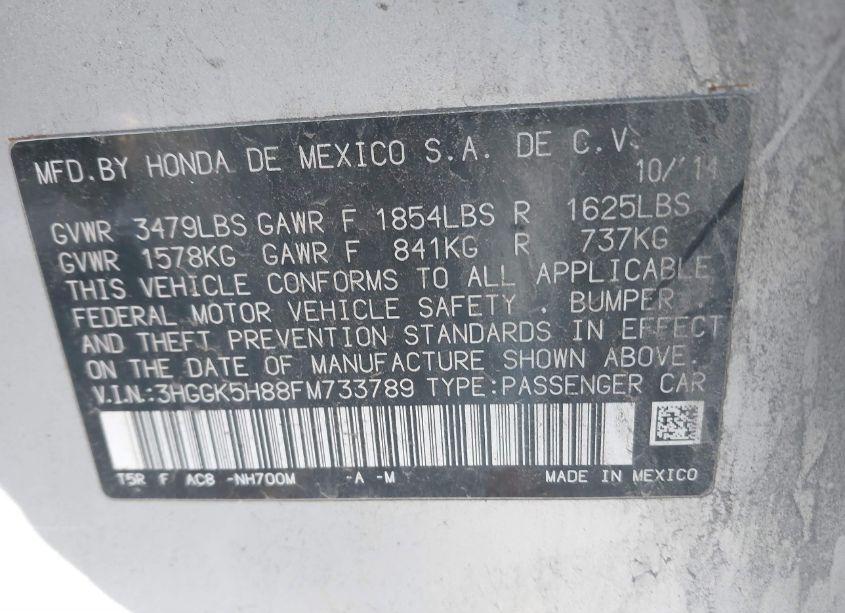 MFD.BY HONDA DE MEXICO S.A. DE C.V.
10/'14
GVWR 3479LBS GAWR F 1854LBS R 1625LBS
GVWR 1578KG GAWR F 841KG R 737KG
THIS VEHICLE CONFORMS TO ALL APPLICABLE
FEDERAL MOTOR VEHICLE SAFETY , BUMPER,
AND THEFT PREVENTION STANDARDS IN EFFECT
ON THE DATE OF MANUFACTURE SHOWN ABOVE.
V.I.N.:3HGGK5H88FM733789 TYPE:PASSENGER CAR
T5R F AC8 -NH700M -A -M MADE IN MEXICO